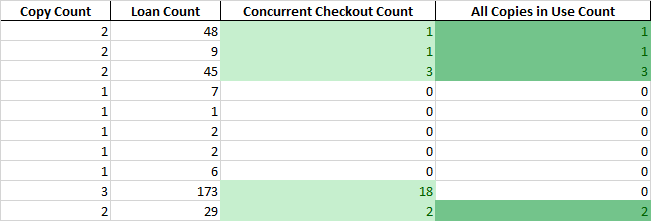 Copy Count Loan Count Concurrent Checkout Count All Copies in Use Count
2 48 1 1
2 9 1 1
2 45 3 3
1 7 0 0
1 1 0 0
1 2 0 0
1 2 0 0
1 6 0 0
3 173 18 0
2 29 2 2